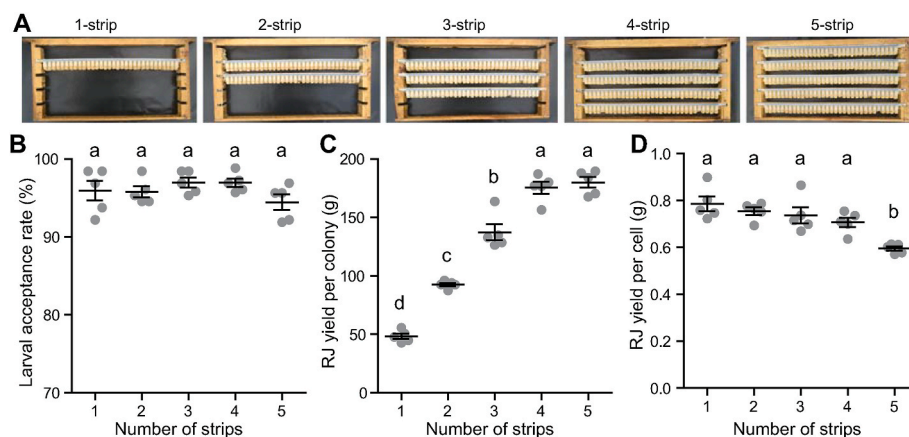 A
1-strip 2-strip 3-strip 4-strip 5-strip
B
Larval acceptance rate (%)
100
90
80
70
a a a a a
1 2 3 4 5
Number of strips
C
RJ yield per colony (g)
200
150
100
50
0
d c b a a
1 2 3 4 5
Number of strips
D
RJ yield per cell (g)
1.0
0.8
0.6
0.4
0.2
0.0
a a a a b
1 2 3 4 5
Number of strips